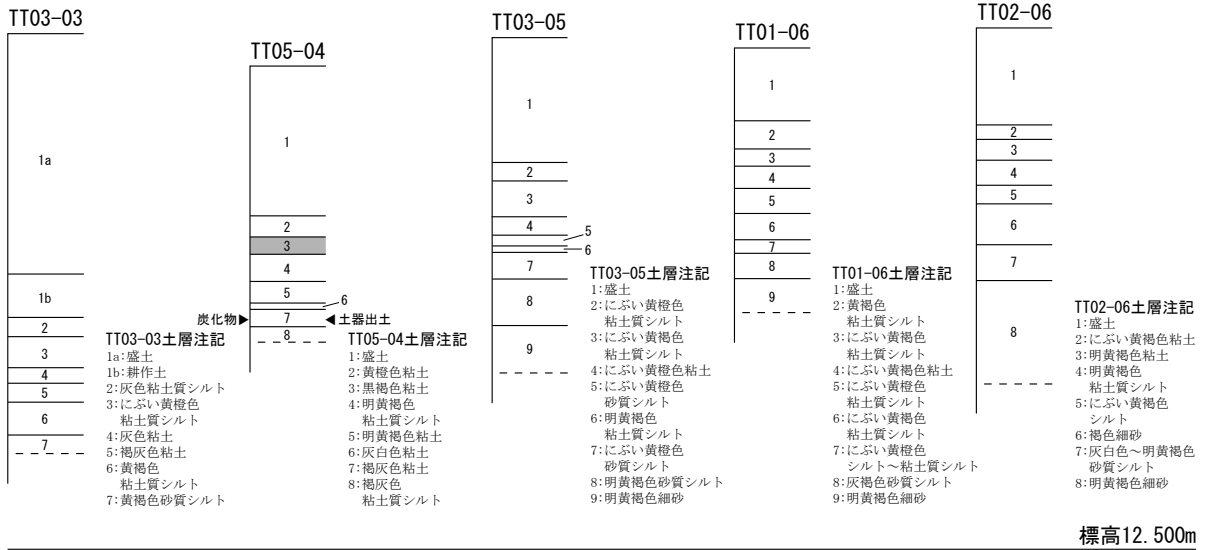 TT03-03
1a
1b
2
3
4
5
6
7
TT03-03土層注記
1a:盛土
1b:耕作土
2:灰色粘土質シルト
3:にぶい黄橙色
粘土質シルト
4:灰色粘土
5:褐灰色粘土
6:黄褐色
粘土質シルト
7:黄褐色砂質シルト
TT05-04
1
2
3
4
5
6
炭化物▶ 7 ◀土器出土
8
TT05-04土層注記
1:盛土
2:黄橙色粘土
3:黒褐色粘土
4:明黄褐色
粘土質シルト
5:明黄褐色粘土
6:灰白色粘土
7:褐灰色粘土
8:褐灰色
粘土質シルト
TT03-05
1
2
3
4
5
6
7
8
9
TT03-05土層注記
1:盛土
2:にぶい黄橙色
粘土質シルト
3:にぶい黄褐色
粘土質シルト
4:にぶい黄橙色粘土
5:にぶい黄橙色
砂質シルト
6:明黄褐色
粘土質シルト
7:にぶい黄橙色
砂質シルト
8:明黄褐色砂質シルト
9:明黄褐色細砂
TT01-06
1
2
3
4
5
6
7
8
9
TT01-06土層注記
1:盛土
2:黄褐色
粘土質シルト
3:にぶい黄褐色
粘土質シルト
4:にぶい黄褐色粘土
5:にぶい黄橙色
粘土質シルト
6:にぶい黄褐色
粘土質シルト
7:にぶい黄橙色
シルト～粘土質シルト
8:灰褐色砂質シルト
9:明黄褐色細砂
TT02-06
1
2
3
4
5
6
7
8
TT02-06土層注記
1:盛土
2:にぶい黄褐色粘土
3:明黄褐色粘土
4:明黄褐色
粘土質シルト
5:にぶい黄褐色
シルト
6:褐色細砂
7:灰白色～明黄褐色
砂質シルト
8:明黄褐色細砂
標高12.500m